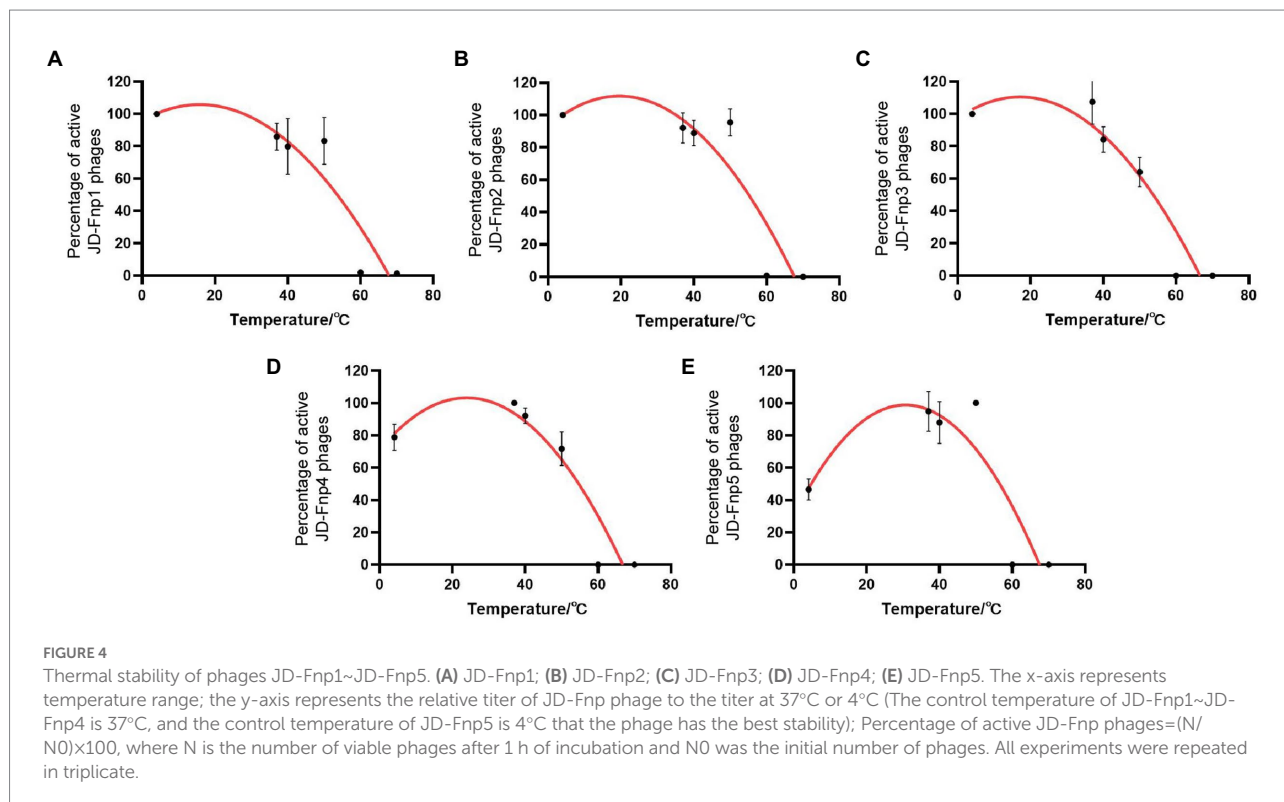 A
Percentage of active
JD-Fnp1 phages
120
100
80
60
40
20
0
0 20 40 60 80
Temperature/°C
B
Percentage of active
JD-Fnp2 phages
120
100
80
60
40
20
0
0 20 40 60 80
Temperature/°C
C
Percentage of active
JD-Fnp3 phages
120
100
80
60
40
20
0
0 20 40 60 80
Temperature/°C
D
Percentage of active
JD-Fnp4 phages
120
100
80
60
40
20
0
0 20 40 60 80
Temperature/°C
E
Percentage of active
JD-Fnp5 phages
120
100
80
60
40
20
0
0 20 40 60 80
Temperature/°C
FIGURE 4
Thermal stability of phages JD-Fnp1~JD-Fnp5. (A) JD-Fnp1; (B) JD-Fnp2; (C) JD-Fnp3; (D) JD-Fnp4; (E) JD-Fnp5. The x-axis represents
temperature range; the y-axis represents the relative titer of JD-Fnp phage to the titer at 37°C or 4°C (The control temperature of JD-Fnp1~JD-
Fnp4 is 37°C, and the control temperature of JD-Fnp5 is 4°C that the phage has the best stability); Percentage of active JD-Fnp phages=(N/
N0)×100, where N is the number of viable phages after 1 h of incubation and N0 was the initial number of phages. All experiments were repeated
in triplicate.